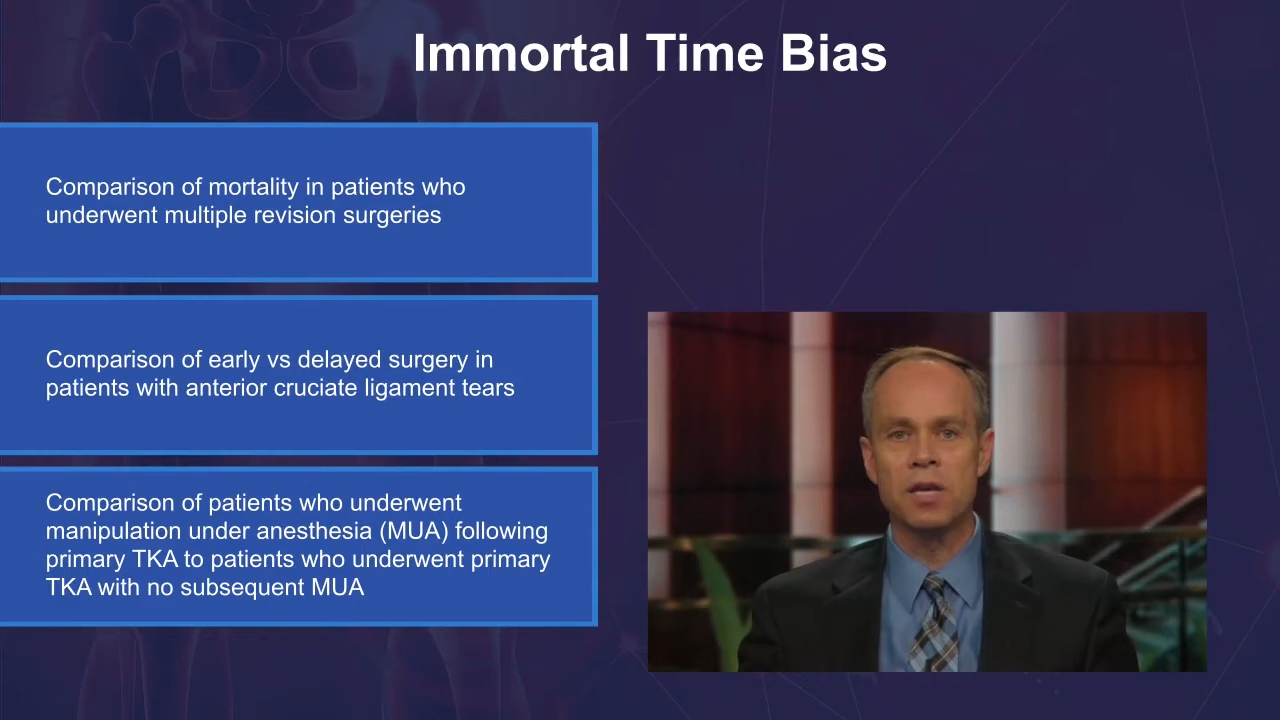 Immortal Time Bias
Comparison of mortality in patients who
underwent multiple revision surgeries
Comparison of early vs delayed surgery in
patients with anterior cruciate ligament tears
Comparison of patients who underwent
manipulation under anesthesia (MUA) following
primary TKA to patients who underwent primary
TKA with no subsequent MUA